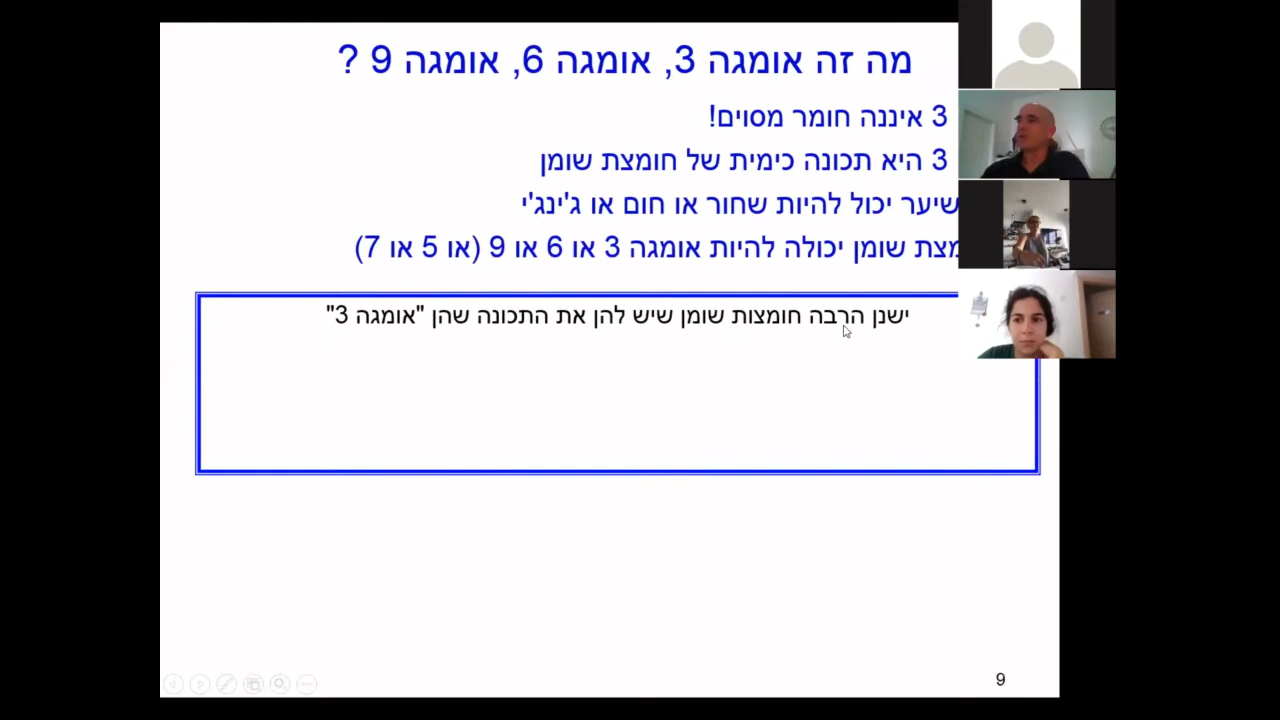 מה זה אומגה 3, אומגה 6, אומגה 9 ?
3 איננה חומר מסוים!
3 היא תכונה כימית של חומצת שומן
שיער יכול להיות שחור או חום או ג'ינג'י
מצת שומן יכולה להיות אומגה 3 או 6 או 9 (או 5 או 7)
ישנן הרבה חומצות שומן שיש להן את התכונה שהן "אומגה 3"
9